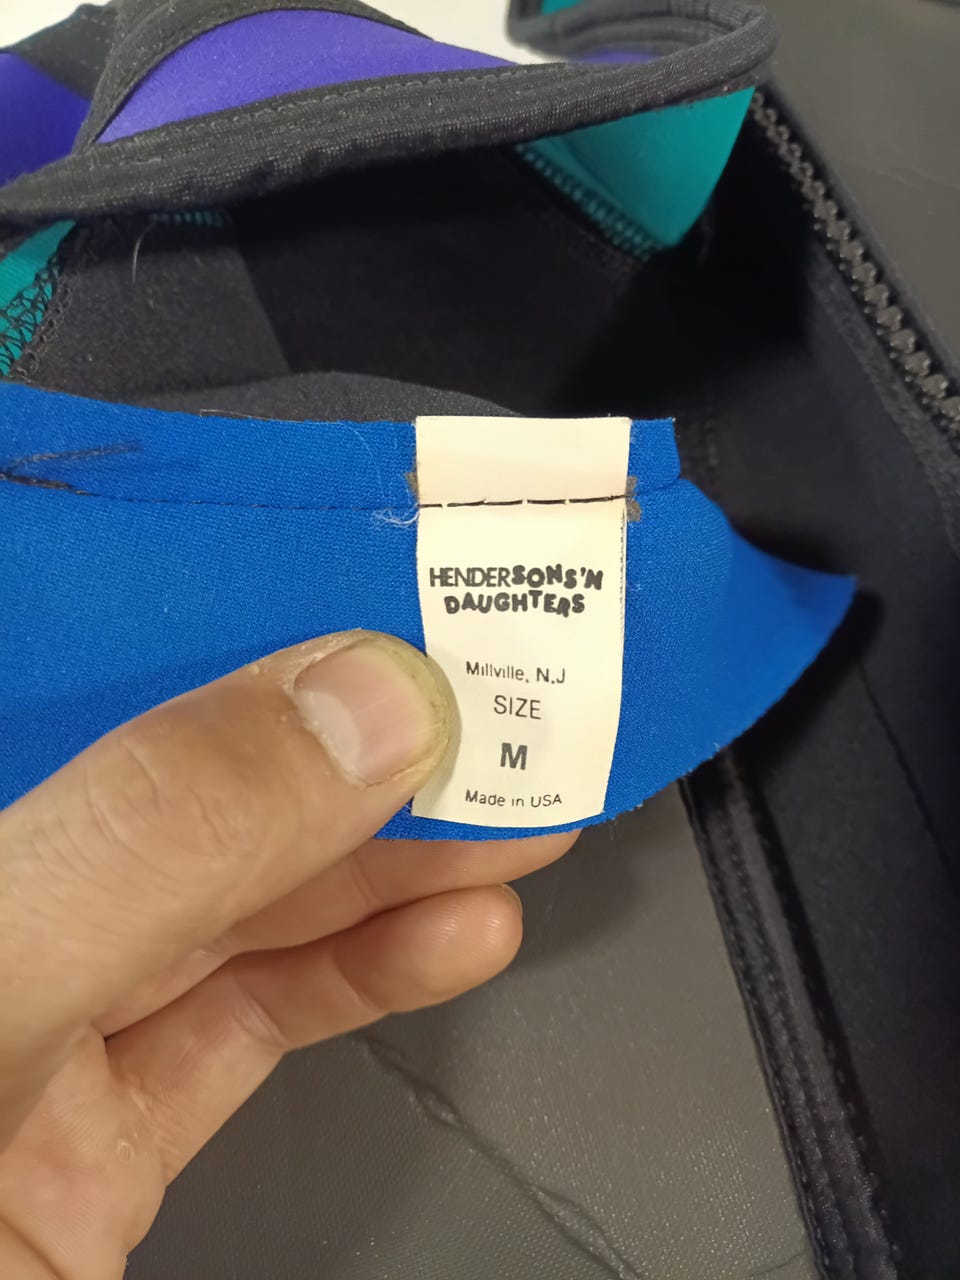 HENDERSONS'N
DAUGHTERS
Millville, N.J
SIZE
M
Made in USA